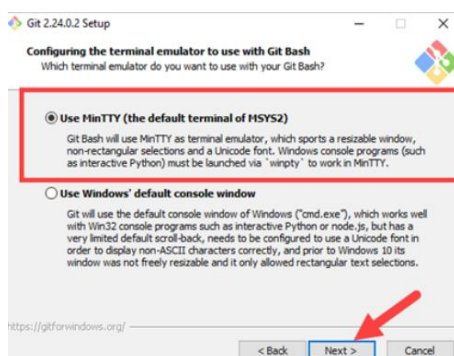 Git 2.24.0.2 Setup
Configuring the terminal emulator to use with Git Bash
Which terminal emulator do you want to use with your Git Bash?
Use MinTTY (the default terminal of MSYS2)
Git Bash will use MinTTY as terminal emulator, which sports a resizable window,
non-rectangular selections and a Unicode font. Windows console programs (such
as interactive Python) must be launched via `winpty` to work in MinTTY.
Use Windows' default console window
Git will use the default console window of Windows ("cmd.exe"), which works well
with Win32 console programs such as interactive Python or node.js, but has a
very limited default scroll-back, needs to be configured to use a Unicode font in
order to display non-ASCII characters correctly, and prior to Windows 10 its
window was not freely resizable and it only allowed rectangular text selections.
https://gitforwindows.org/
< Back Next > Cancel